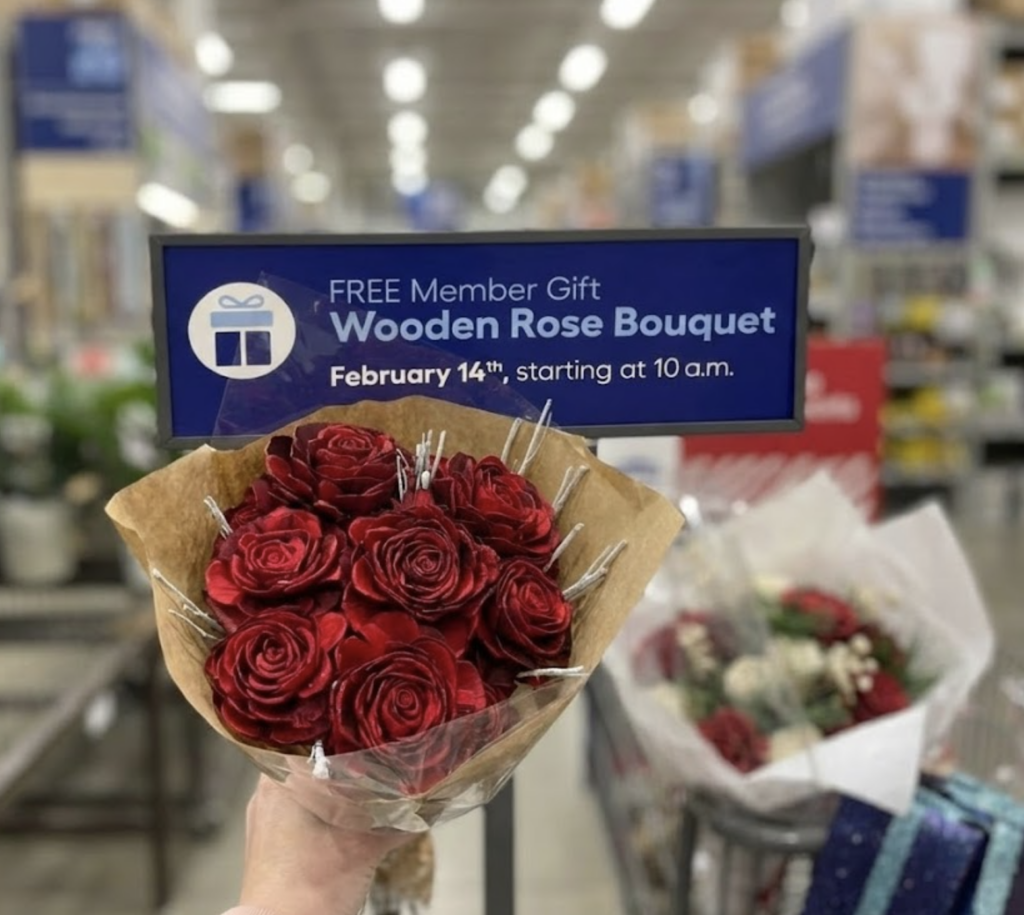 FREE Member Gift
Wooden Rose Bouquet
February 14th, starting at 10 a.m.